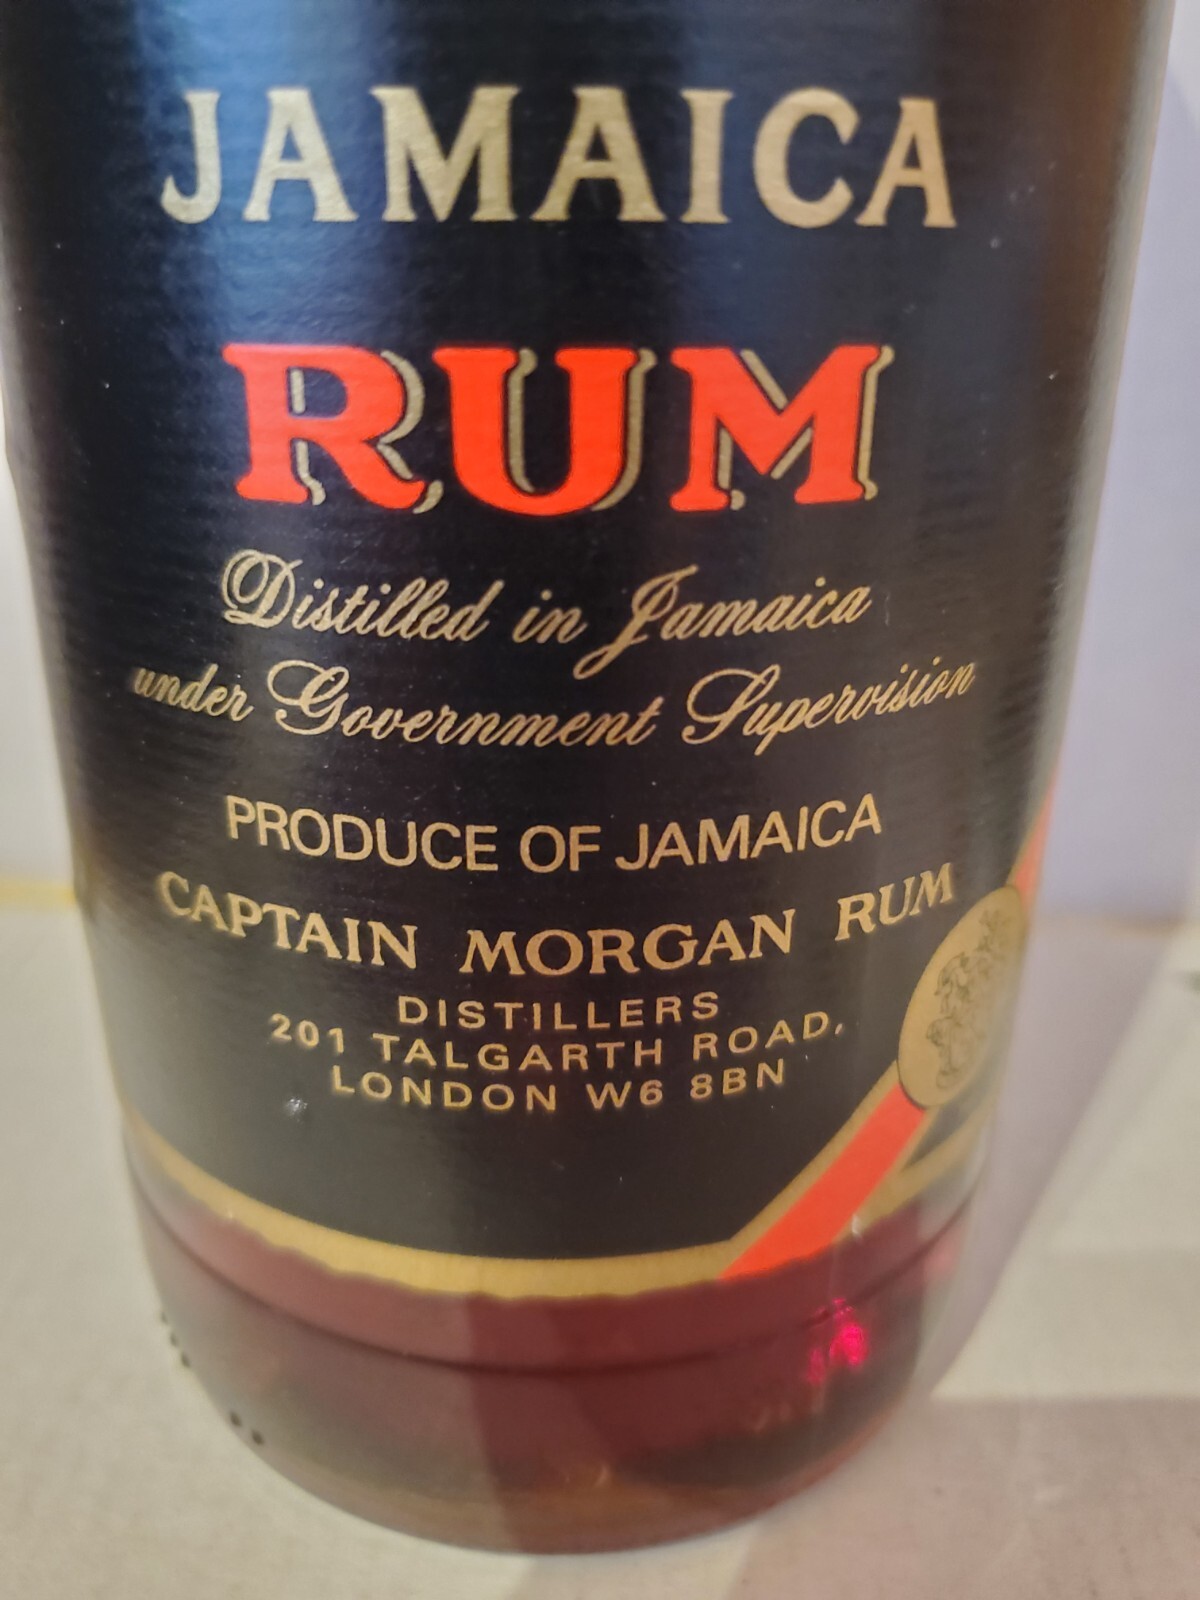 JAMAICA
RUM
Distilled in Jamaica
under Government Supervision
PRODUCE OF JAMAICA
CAPTAIN MORGAN RUM
DISTILLERS
201 TALGARTH ROAD,
LONDON W6 8BN